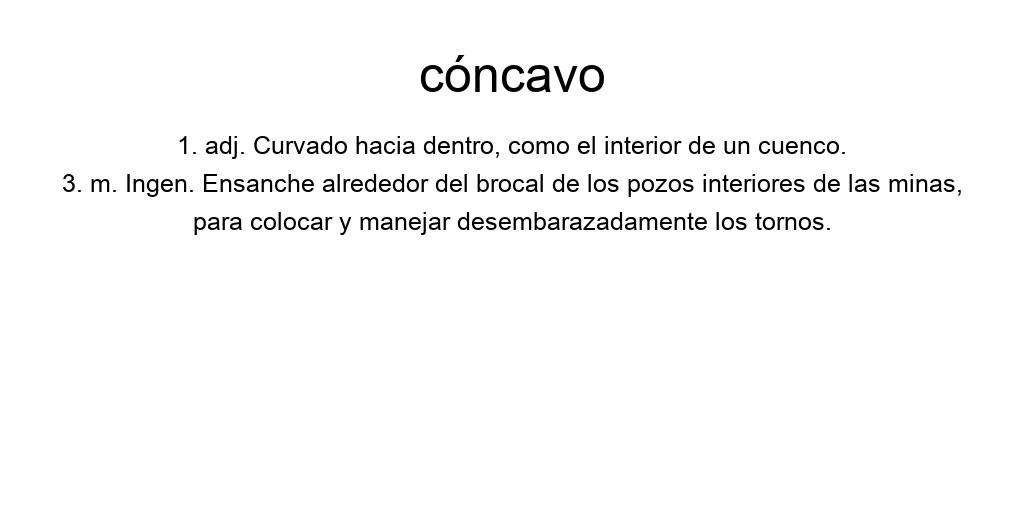 cóncavo
1. adj. Curvado hacia dentro, como el interior de un cuenco.
3. m. Ingen. Ensanche alrededor del brocal de los pozos interiores de las minas,
para colocar y manejar desembarazadamente los tornos.